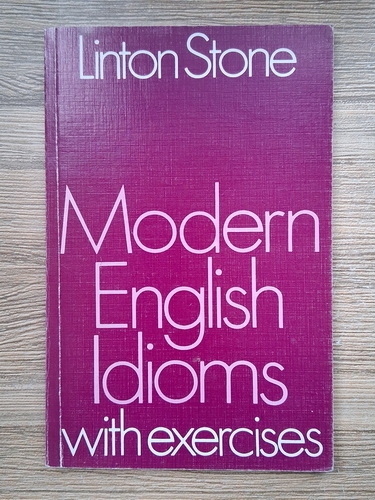 Linton Stone
Modern
English
Idioms
with exercises